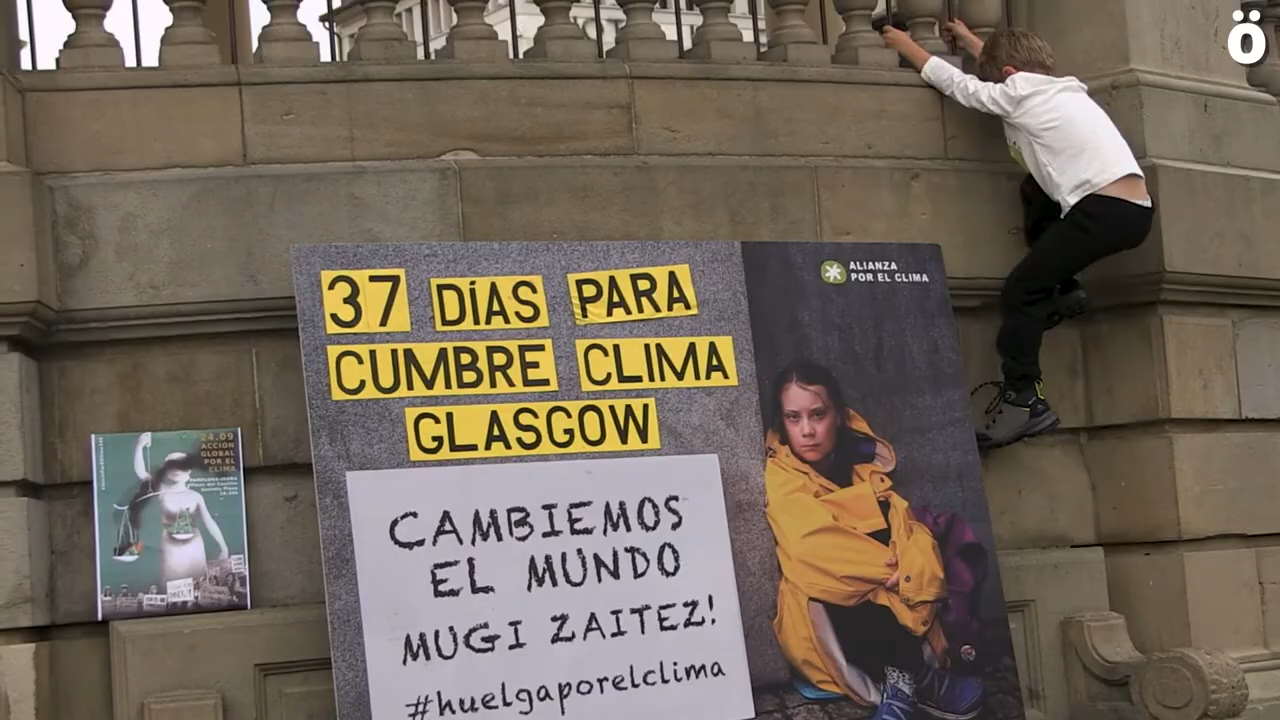 ö
37 DÍAS PARA
CUMBRE CLIMA
GLASGOW
CAMBIEMOS
EL MUNDO
MUGI ZAITEZ!
#huelgaporelclima
ALIANZA
POR EL CLIMA
24.09
ACCION
GLOBAL
POR EL
CLIMA